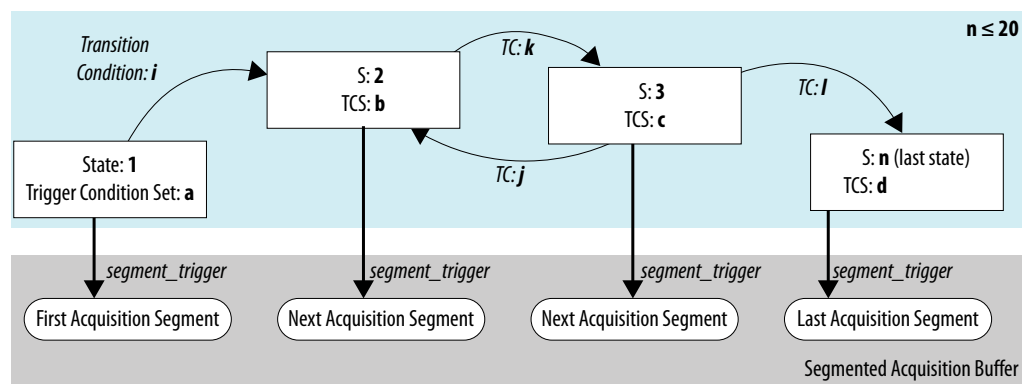 n ≤ 20
Transition
Condition: i
TC: k
S: 2
TCS: b
S: 3
TCS: c
TC: l
TC: j
State: 1
Trigger Condition Set: a
S: n (last state)
TCS: d
segment_trigger
segment_trigger
segment_trigger
segment_trigger
First Acquisition Segment
Next Acquisition Segment
Next Acquisition Segment
Last Acquisition Segment
Segmented Acquisition Buffer